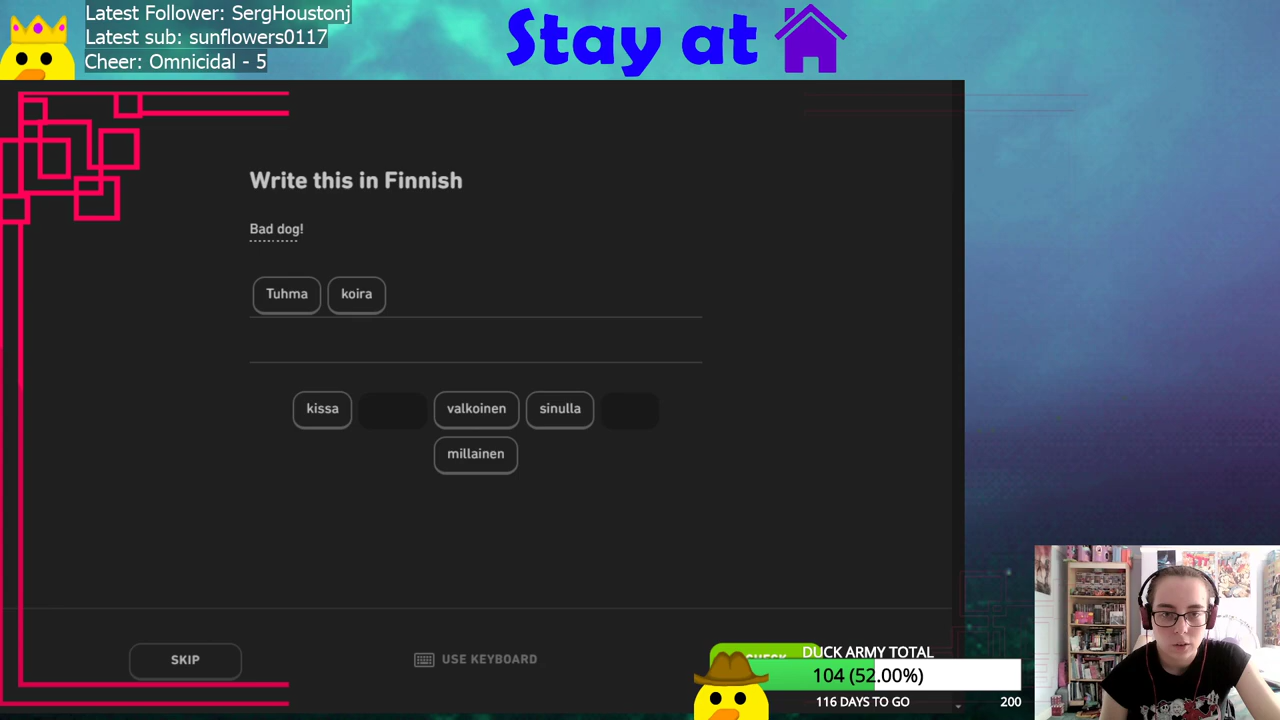 Latest Follower: SergHoustonj
Latest sub: sunflowers0117
Cheer: Omnicidal - 5
Stay at
Write this in Finnish
Bad dog!
Tuhma koira
kissa valkoinen sinulla
millainen
SKIP
USE KEYBOARD
CHECK
DUCK ARMY TOTAL
104 (52.00%)
116 DAYS TO GO 200